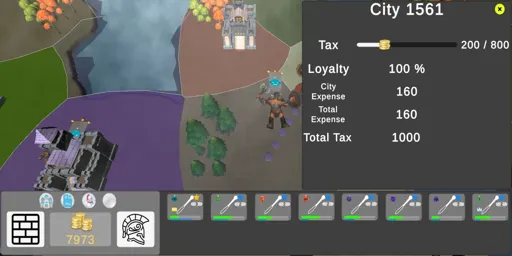 City 1561
Tax 200 / 800
Loyalty 100 %
City Expense 160
Total Expense 160
Total Tax 1000
7973